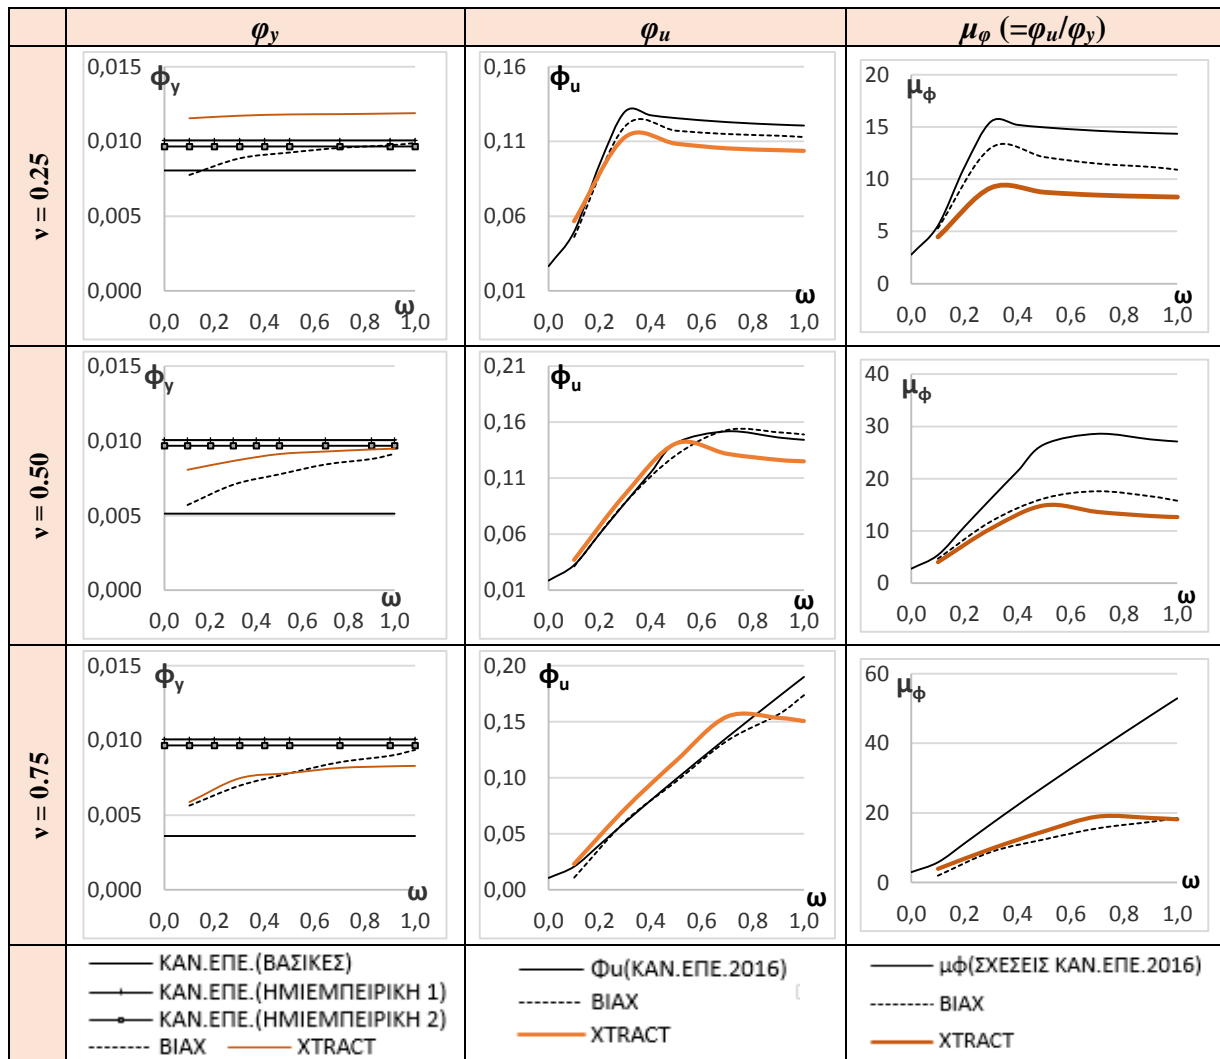 φy φu μφ (=φu/φy)
ν = 0.25
0,015
0,010
0,005
0,000
Φy
ω
0,0 0,2 0,4 0,6 0,8 1,0
0,16
0,11
0,06
0,01
Φu
ω
0,0 0,2 0,4 0,6 0,8 1,0
20
15
10
5
0
μφ
ω
0,0 0,2 0,4 0,6 0,8 1,0
ν = 0.50
0,015
0,010
0,005
0,000
Φy
ω
0,0 0,2 0,4 0,6 0,8 1,0
0,21
0,16
0,11
0,06
0,01
Φu
ω
0,0 0,2 0,4 0,6 0,8 1,0
40
30
20
10
0
μφ
ω
0,0 0,2 0,4 0,6 0,8 1,0
ν = 0.75
0,015
0,010
0,005
0,000
Φy
ω
0,0 0,2 0,4 0,6 0,8 1,0
0,20
0,15
0,10
0,05
0,00
Φu
ω
0,0 0,2 0,4 0,6 0,8 1,0
60
40
20
0
μφ
ω
0,0 0,2 0,4 0,6 0,8 1,0
ΚΑΝ.ΕΠΕ.(ΒΑΣΙΚΕΣ)
ΚΑΝ.ΕΠΕ.(ΗΜΙΕΜΠΕΙΡΙΚΗ 1)
ΚΑΝ.ΕΠΕ.(ΗΜΙΕΜΠΕΙΡΙΚΗ 2)
BIAX XTRACT
Φu(ΚΑΝ.ΕΠΕ.2016)
BIAX
XTRACT
μφ(ΣΧΕΣΕΙΣ ΚΑΝ.ΕΠΕ.2016)
BIAX
XTRACT